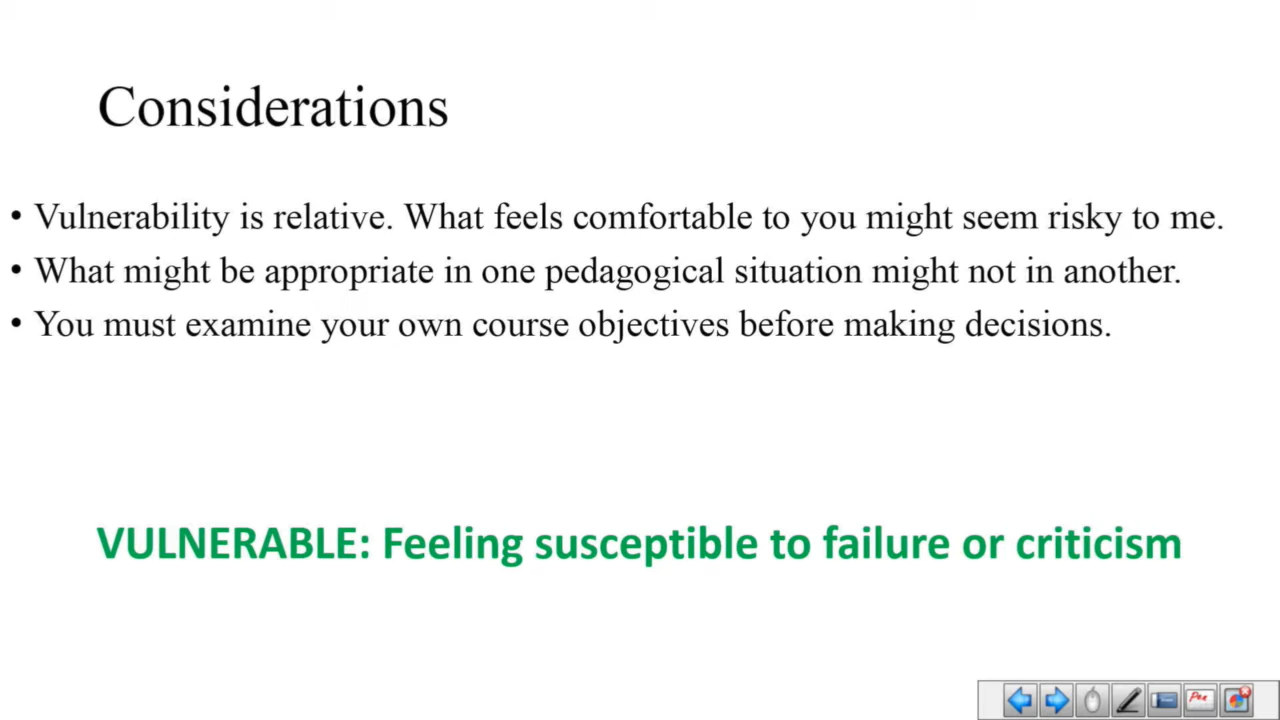 Considerations
• Vulnerability is relative. What feels comfortable to you might seem risky to me.
• What might be appropriate in one pedagogical situation might not in another.
• You must examine your own course objectives before making decisions.
VULNERABLE: Feeling susceptible to failure or criticism
Pen